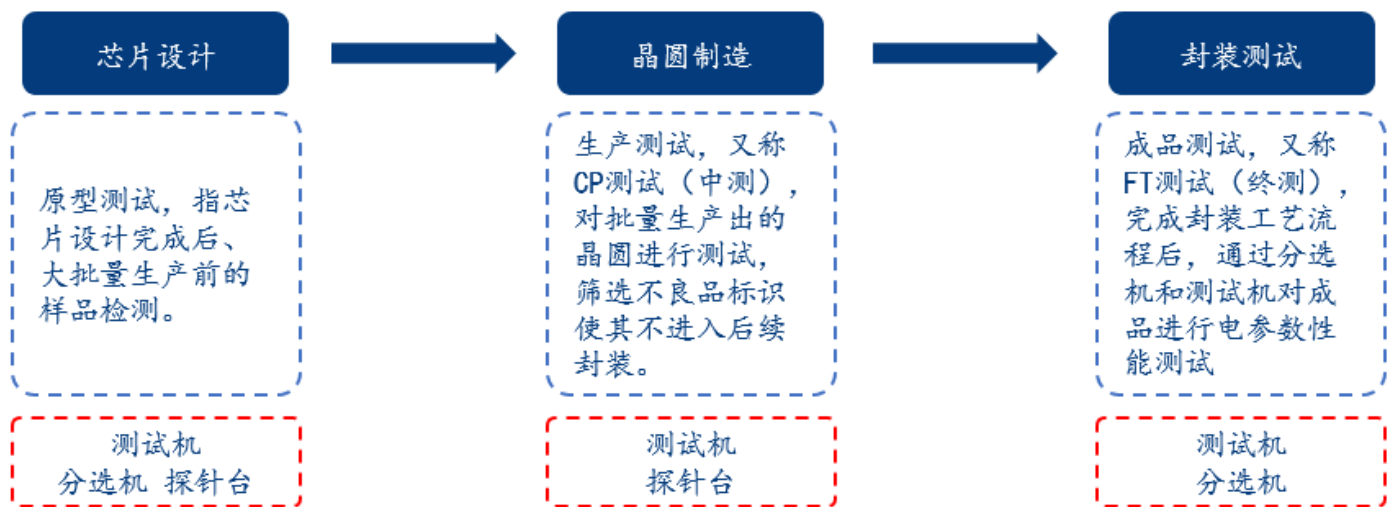 芯片设计
晶圆制造
封装测试
原型测试，指芯
片设计完成后、
大批量生产前的
样品检测。
生产测试，又称
CP测试（中测），
对批量生产出的
晶圆进行测试，
筛选不良品标识
使其不进入后续
封装。
成品测试，又称
FT测试（终测），
完成封装工艺流
程后，通过分选
机和测试机对成
品进行电参数性
能测试
测试机
分选机 探针台
测试机
探针台
测试机
分选机